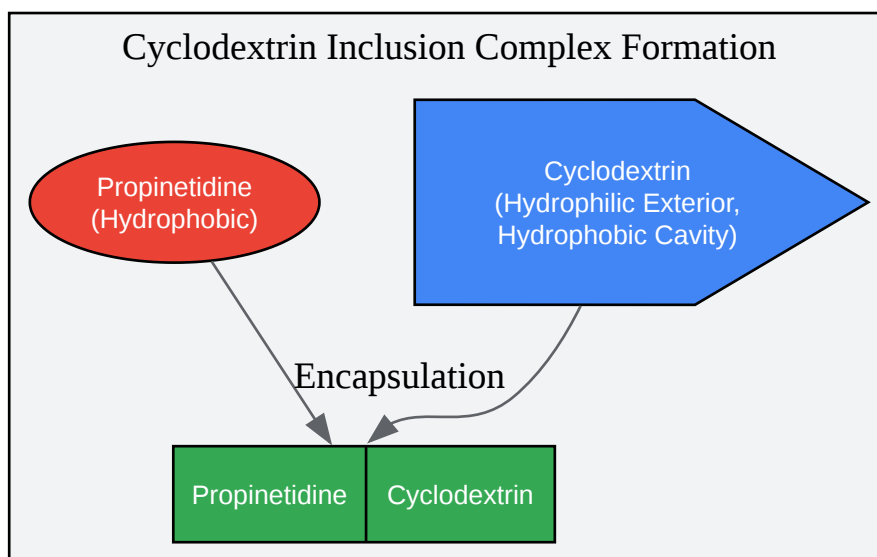 Cyclodextrin Inclusion Complex Formation
Propinetidine
(Hydrophobic)
Cyclodextrin
(Hydrophilic Exterior,
Hydrophobic Cavity)
Encapsulation
Propinetidine
Cyclodextrin